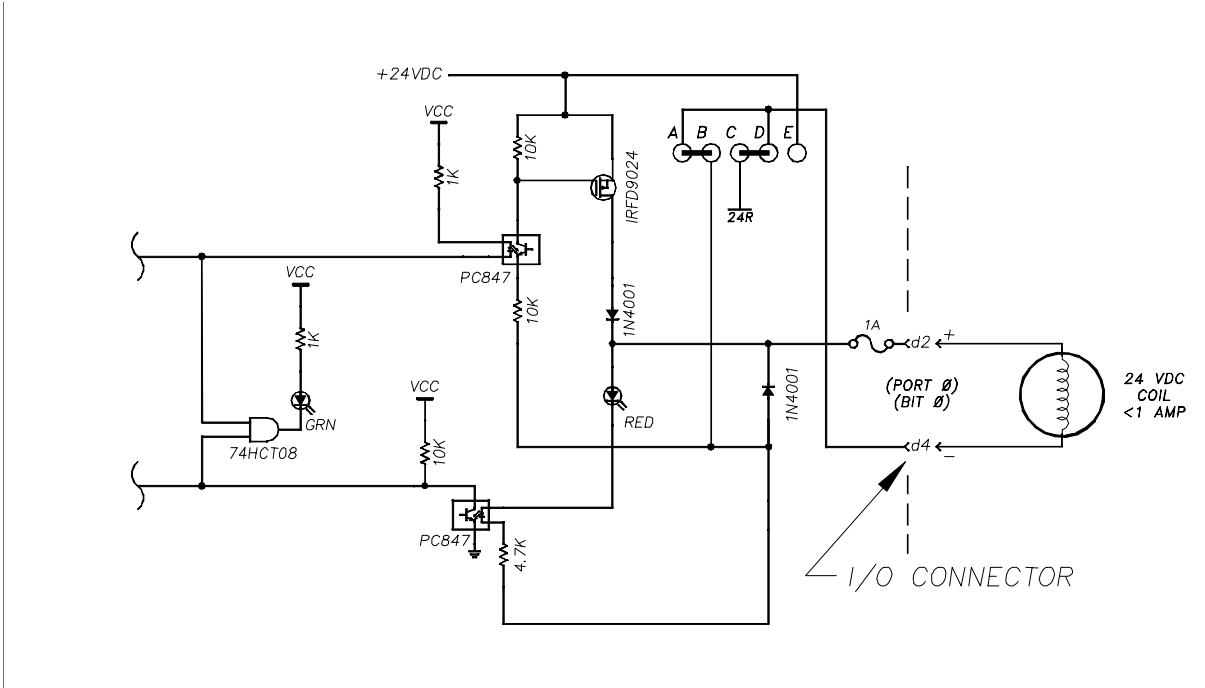 +24VDC
VCC
A B C D E
10K
1K
IRFD9024
24R
PC847
VCC
10K
1N4001
1K
1A
d2 +
VCC
1N4001
(PORT Ø)
(BIT Ø)
24 VDC
COIL
<1 AMP
GRN
RED
74HCT08
10K
d4 −
PC847
4.7K
I/O CONNECTOR